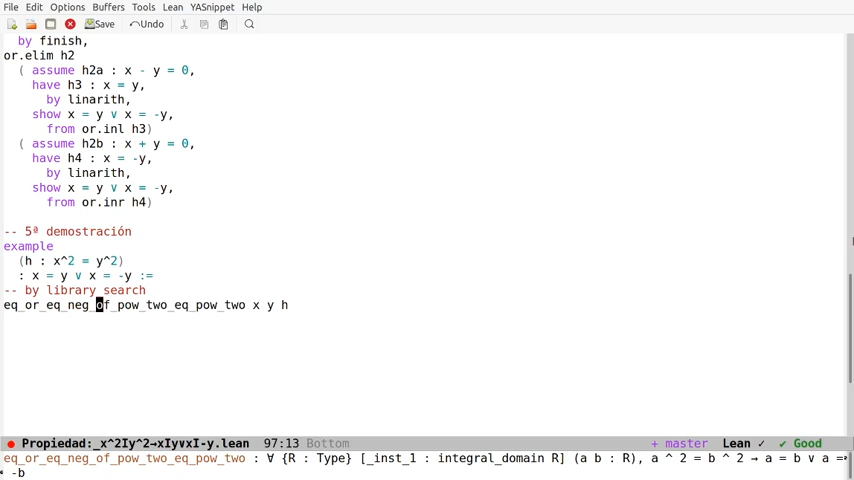 File Edit Options Buffers Tools Lean YASnippet Help
Save Undo
by finish,
or.elim h2
( assume h2a : x - y = 0,
have h3 : x = y,
by linarith,
show x = y ∨ x = -y,
from or.inl h3)
( assume h2b : x + y = 0,
have h4 : x = -y,
by linarith,
show x = y ∨ x = -y,
from or.inr h4)
-- 5ª demostración
example
(h : x^2 = y^2)
: x = y ∨ x = -y :=
-- by library_search
eq_or_eq_neg_of_pow_two_eq_pow_two x y h
Propiedad:_x^2Iy^2→xIy∨xI-y.lean 97:13 Bottom + master Lean ✓ ✔ Good
eq_or_eq_neg_of_pow_two_eq_pow_two : ∀ {R : Type} [_inst_1 : integral_domain R] (a b : R), a ^ 2 = b ^ 2 → a = b ∨ a =
-b